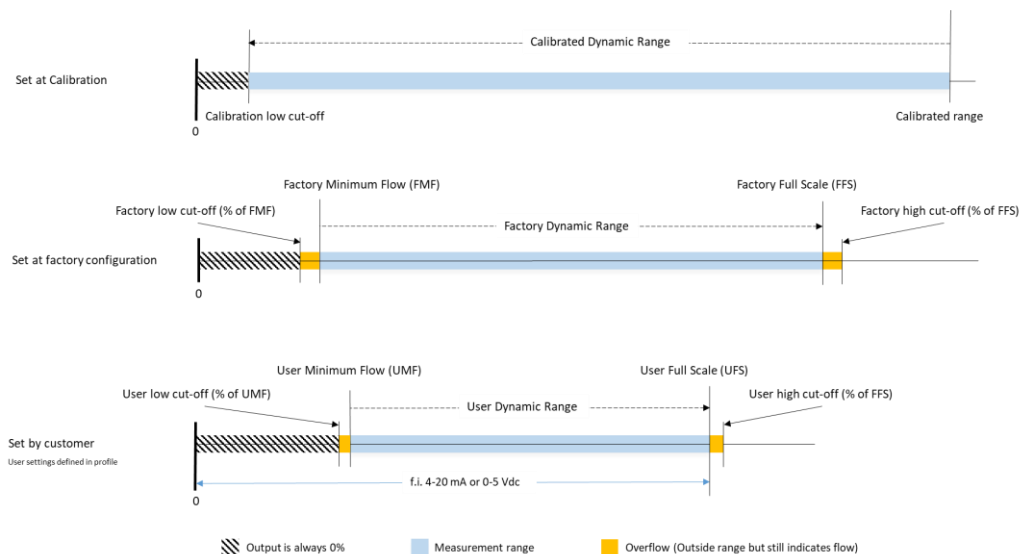 Calibrated Dynamic Range
Set at Calibration
Calibration low cut-off
Calibrated range
0
Factory Minimum Flow (FMF)
Factory Full Scale (FFS)
Factory low cut-off (% of FMF)
Factory high cut-off (% of FFS)
Factory Dynamic Range
Set at factory configuration
0
User Minimum Flow (UMF)
User Full Scale (UFS)
User low cut-off (% of UMF)
User high cut-off (% of FFS)
User Dynamic Range
Set by customer
User settings defined in profile
f.i. 4-20 mA or 0-5 Vdc
0
Output is always 0%
Measurement range
Overflow (Outside range but still indicates flow)